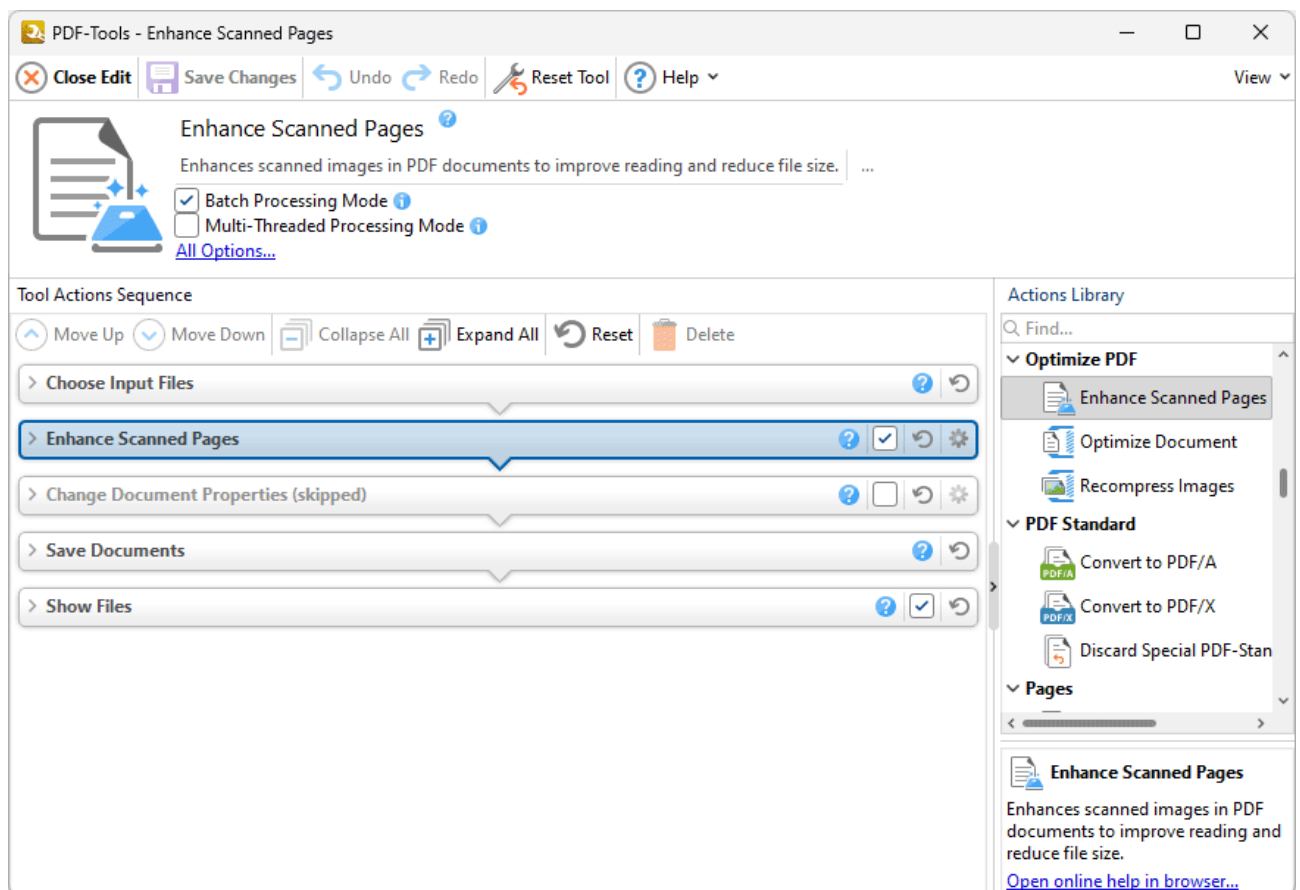 PDF-Tools - Enhance Scanned Pages
Close Edit Save Changes Undo Redo Reset Tool ? Help View
Enhance Scanned Pages ?
Enhances scanned images in PDF documents to improve reading and reduce file size. ...
Batch Processing Mode i
Multi-Threaded Processing Mode i
All Options...
Tool Actions Sequence
Move Up Move Down Collapse All Expand All Reset Delete
Choose Input Files ?
Enhance Scanned Pages ?
Change Document Properties (skipped) ?
Save Documents ?
Show Files ?
Actions Library
Find...
Optimize PDF
Enhance Scanned Pages
Optimize Document
Recompress Images
PDF Standard
PDF/A Convert to PDF/A
PDF/X Convert to PDF/X
Discard Special PDF-Stan
Pages
Enhance Scanned Pages
Enhances scanned images in PDF
documents to improve reading and
reduce file size.
Open online help in browser...